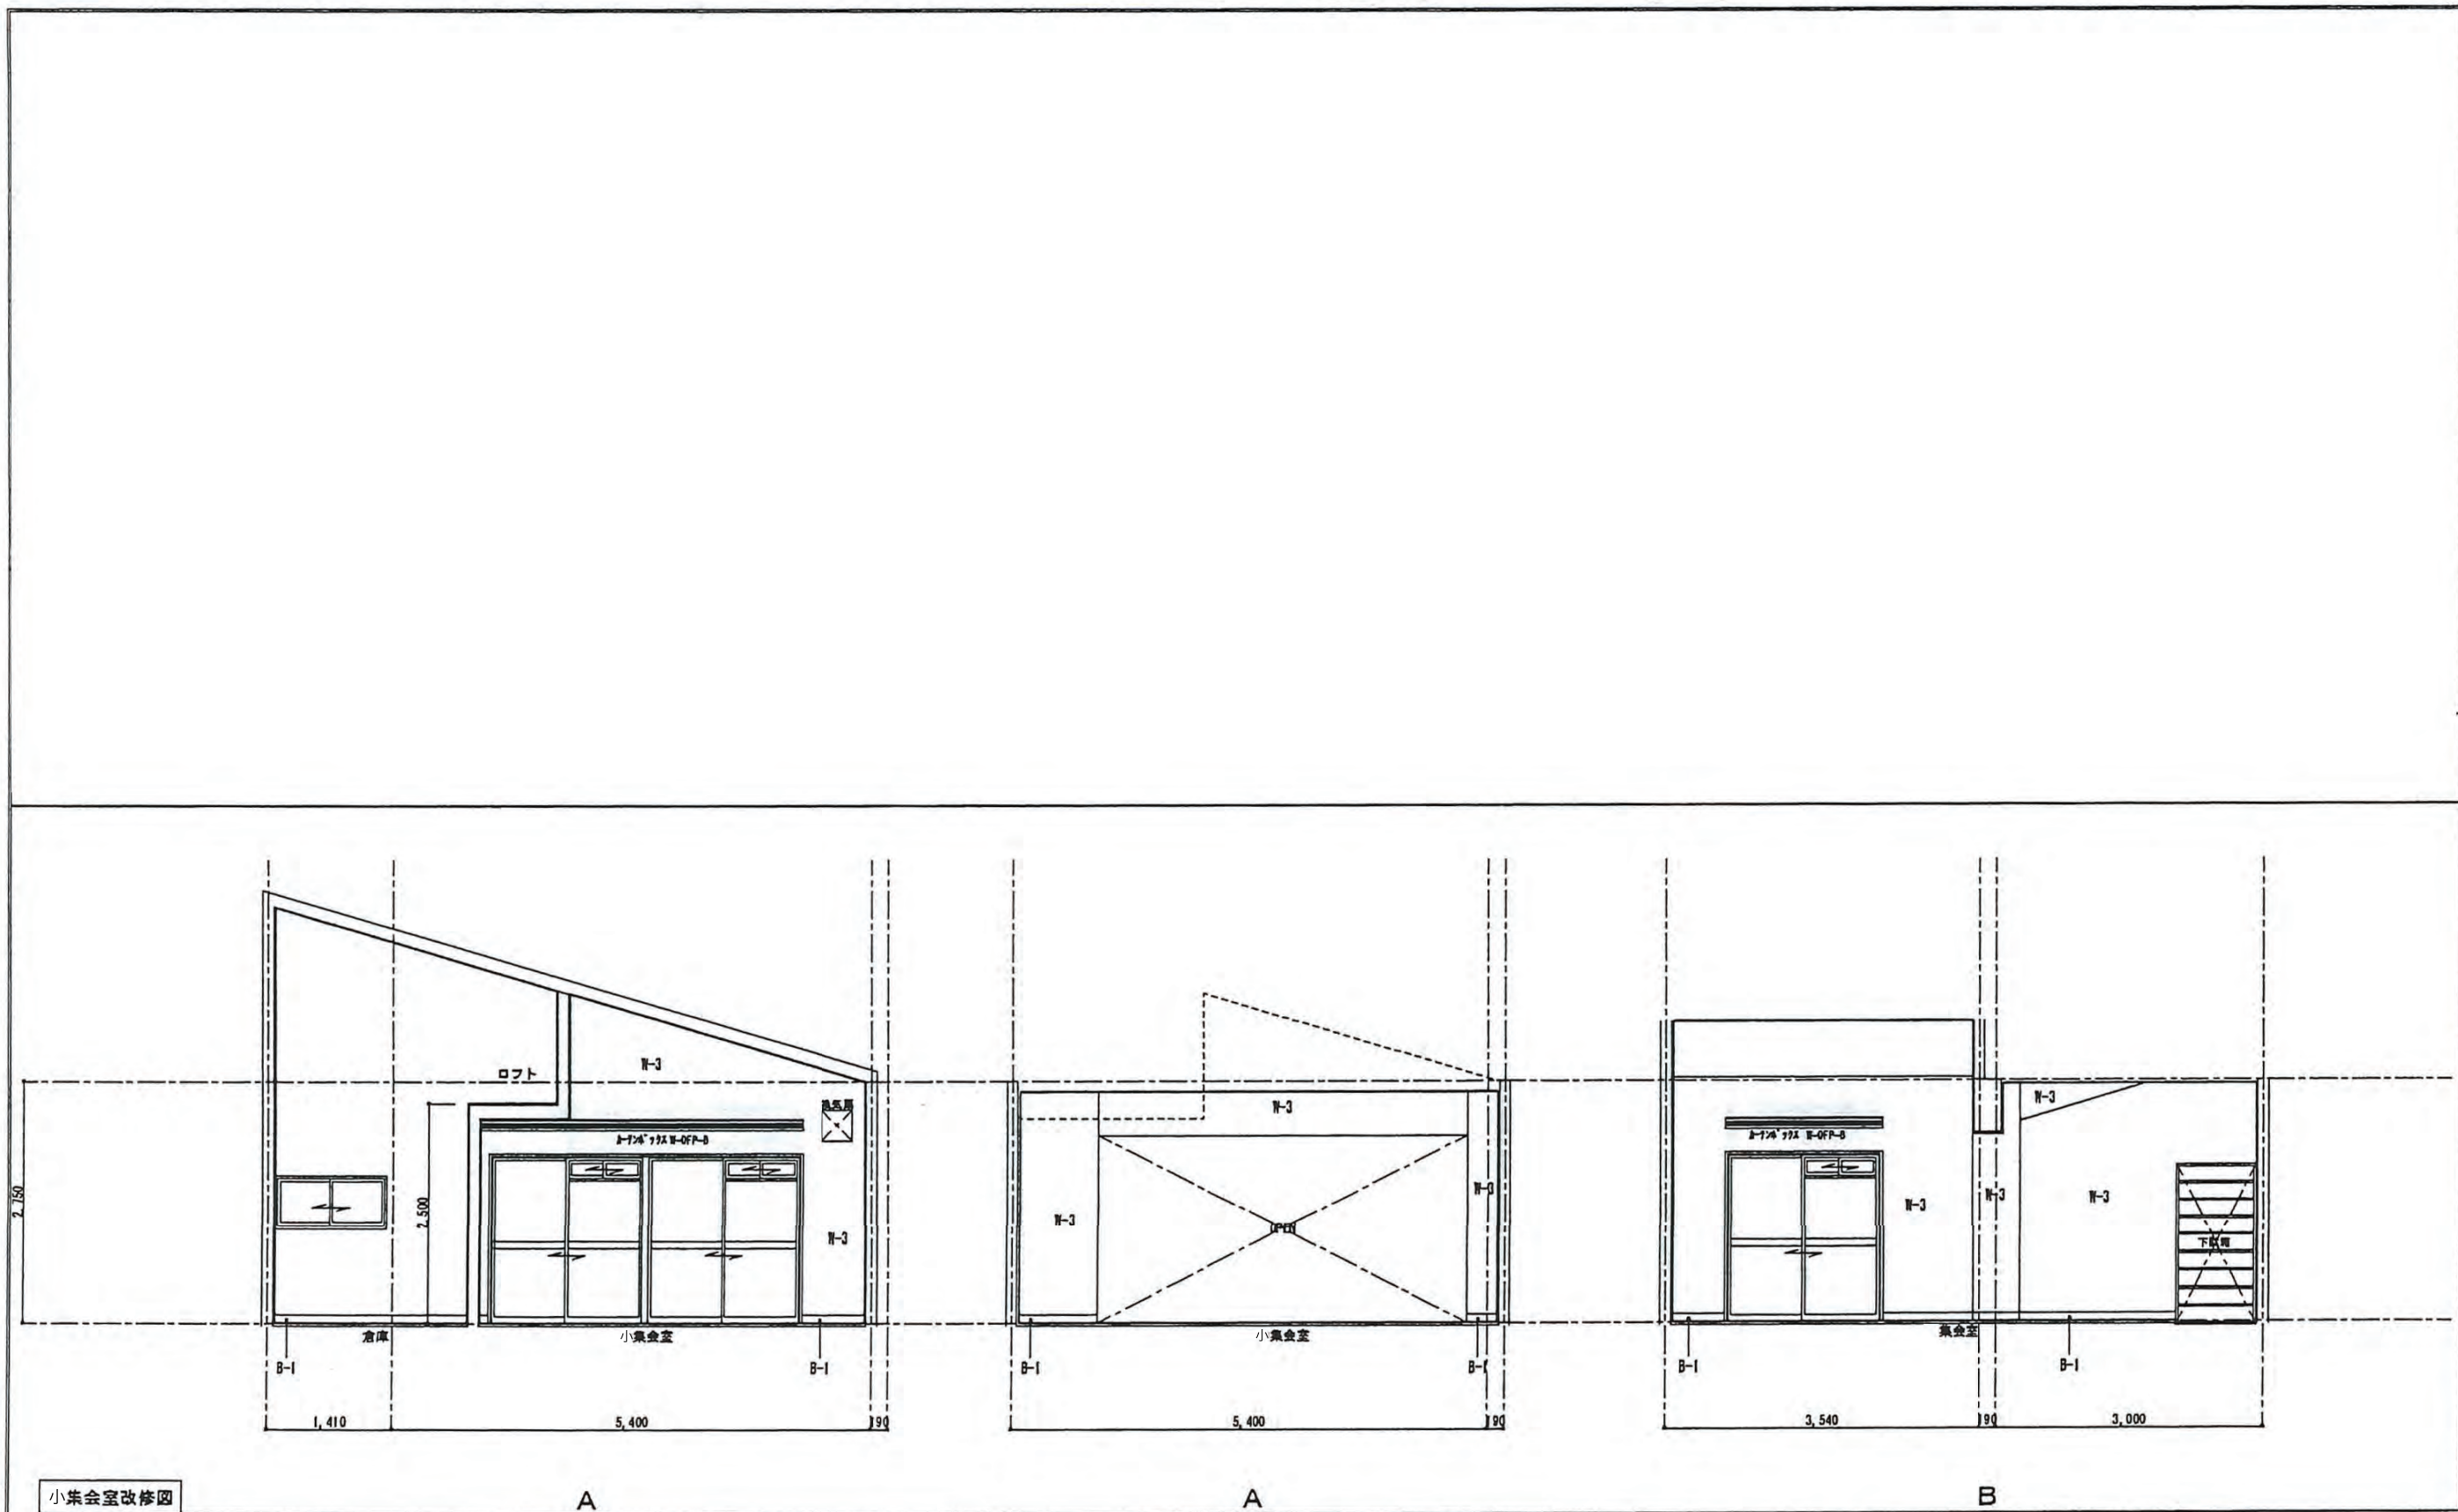 ロフト
W-3
換気扇
カーテンボックス W-OFP-B
2,750
2,500
W-3
倉庫
小集会室
B-1
B-1
1,410
5,400
190
A
W-3
W-3
W-3
OPEN
小集会室
B-1
B-1
5,400
190
A
W-3
カーテンボックス W-OFP-B
W-3
W-3
W-3
下駄箱
集会室
B-1
B-1
3,540
190
3,000
B
小集会室改修図